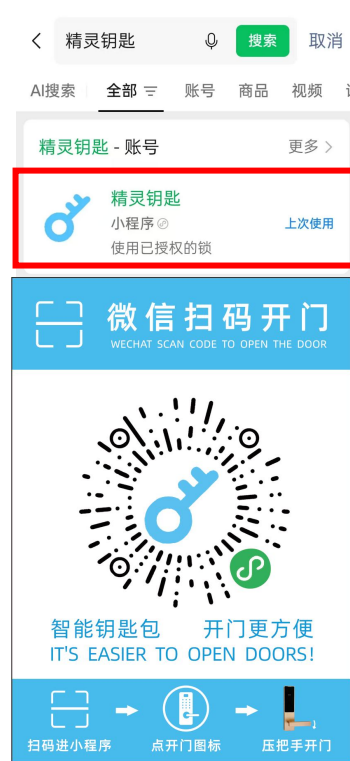 精灵钥匙 搜索 取消
AI搜索 全部 账号 商品 视频
精灵钥匙 - 账号 更多
精灵钥匙
小程序 上次使用
使用已授权的锁
微信扫码开门
WECHAT SCAN CODE TO OPEN THE DOOR
智能钥匙包 开门更方便
IT'S EASIER TO OPEN DOORS!
扫码进小程序 点开门图标 压把手开门